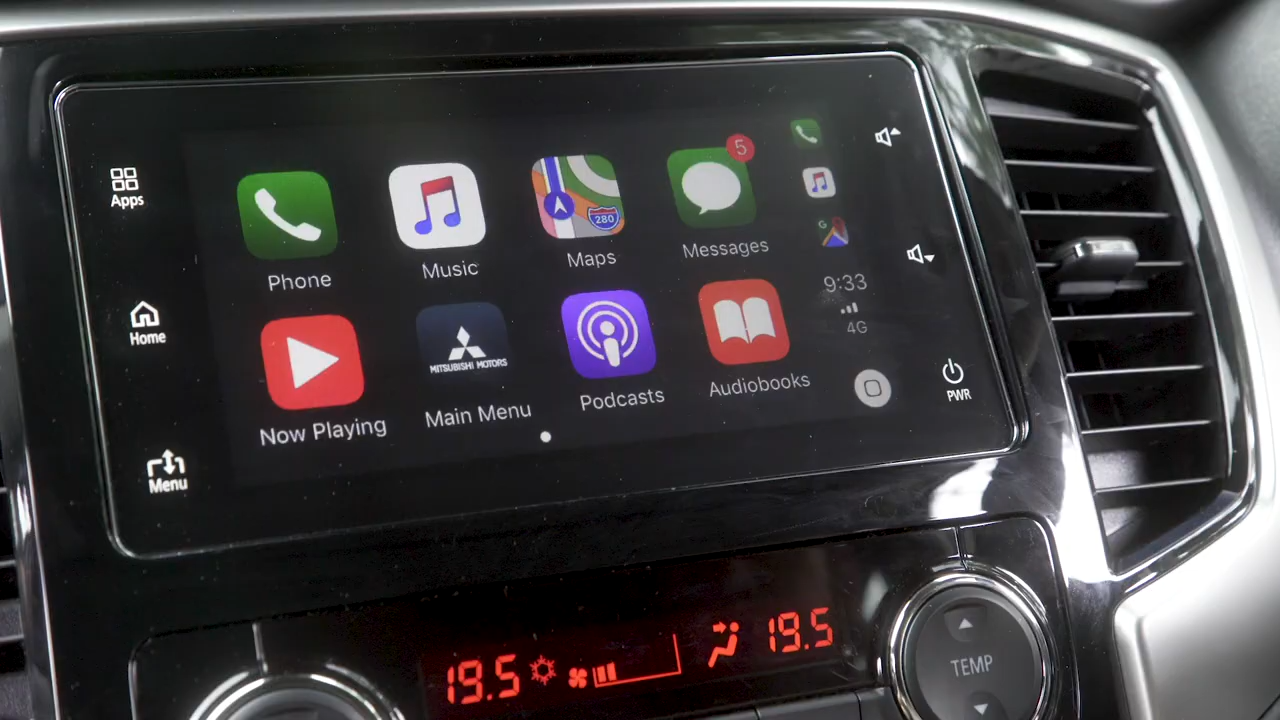 Apps
Home
Menu
Phone
Music
280
Maps
5
Messages
Now Playing
MITSUBISHI MOTORS
Main Menu
Podcasts
Audiobooks
G
9:33
4G
PWR
19.5
19.5
TEMP